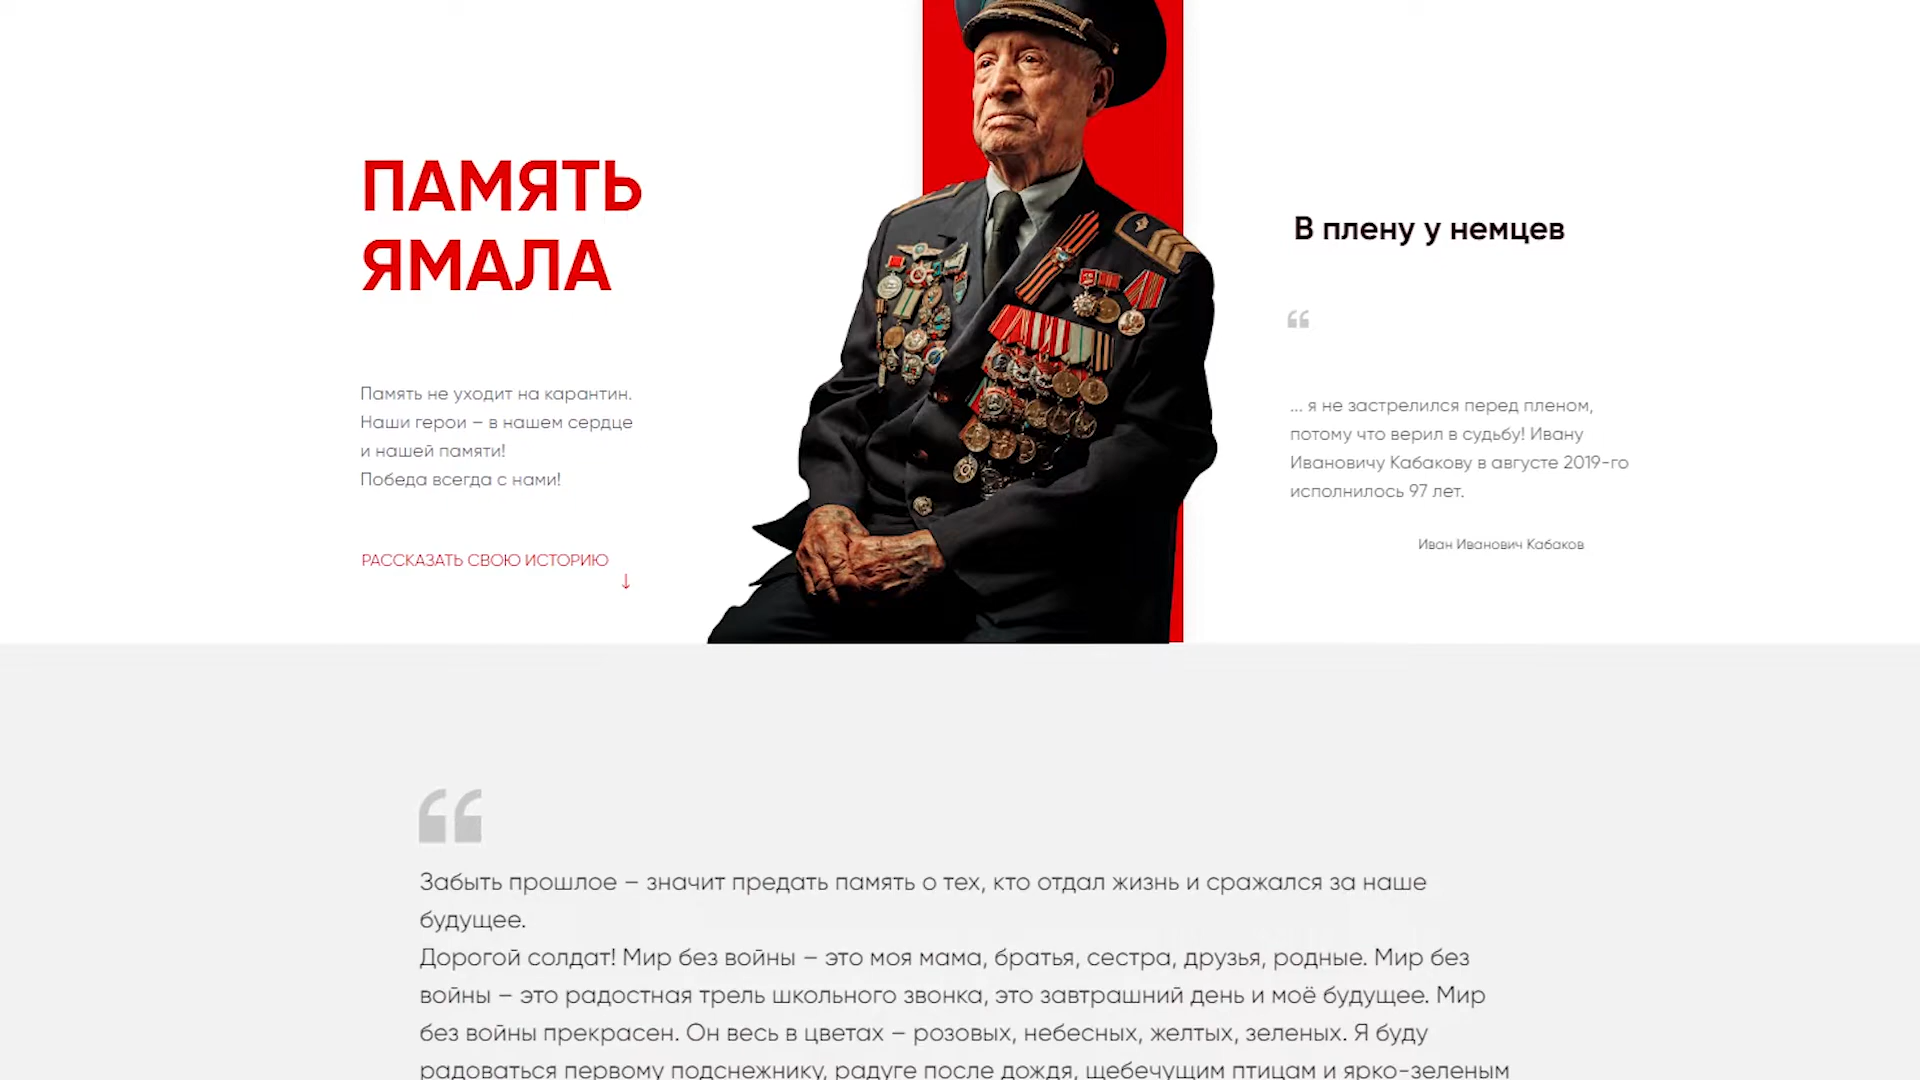 ПАМЯТЬ
ЯМАЛА
Память не уходит на карантин.
Наши герои – в нашем сердце
и нашей памяти!
Победа всегда с нами!
РАССКАЗАТЬ СВОЮ ИСТОРИЮ
В плену у немцев
... я не застрелился перед пленом,
потому что верил в судьбу! Ивану
Ивановичу Кабакову в августе 2019-го
исполнилось 97 лет.
Иван Иванович Кабаков
Забыть прошлое – значит предать память о тех, кто отдал жизнь и сражался за наше
будущее.
Дорогой солдат! Мир без войны – это моя мама, братья, сестра, друзья, родные. Мир без
войны – это радостная трель школьного звонка, это завтрашний день и моё будущее. Мир
без войны прекрасен. Он весь в цветах – розовых, небесных, желтых, зеленых. Я буду
радоваться первому подснежнику, радуге после дождя, щебечущим птицам и ярко-зеленым